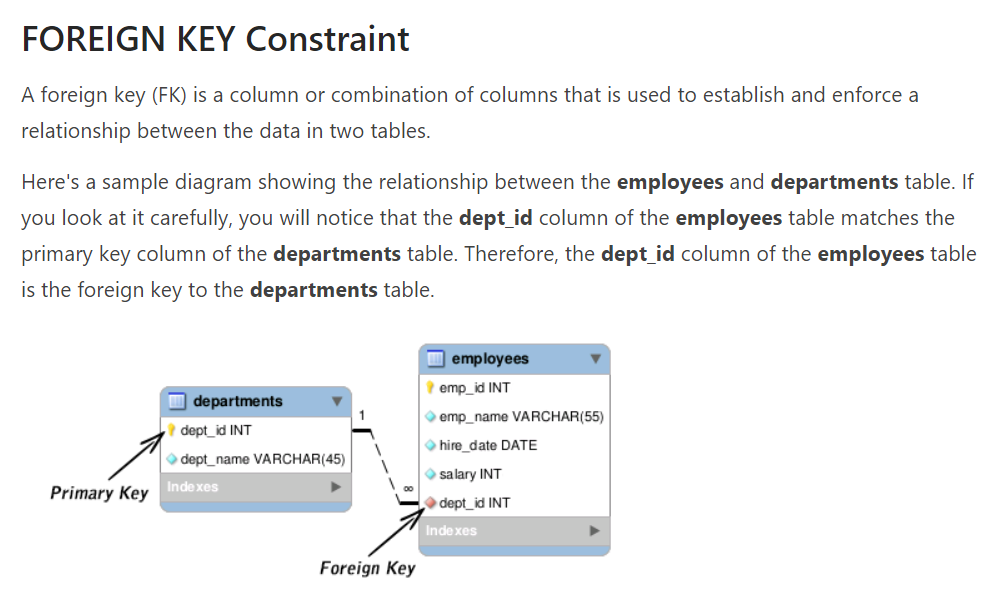 FOREIGN KEY Constraint
A foreign key (FK) is a column or combination of columns that is used to establish and enforce a
relationship between the data in two tables.
Here's a sample diagram showing the relationship between the employees and departments table. If
you look at it carefully, you will notice that the dept_id column of the employees table matches the
primary key column of the departments table. Therefore, the dept_id column of the employees table
is the foreign key to the departments table.
departments
dept_id INT
dept_name VARCHAR(45)
Indexes
Primary Key
1
∞
employees
emp_id INT
emp_name VARCHAR(55)
hire_date DATE
salary INT
dept_id INT
Indexes
Foreign Key